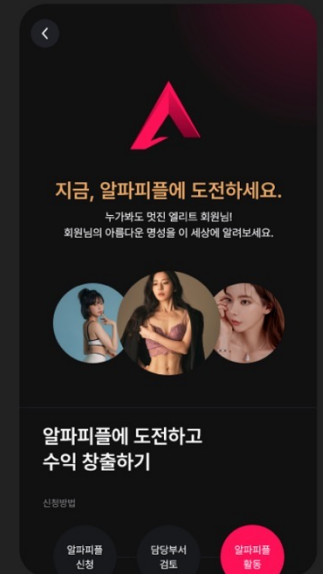 지금, 알파피플에 도전하세요.
누가봐도 멋진 엘리트 회원님!
회원님의 아름다운 명성을 이 세상에 알려보세요.
알파피플에 도전하고
수익 창출하기
신청방법
알파피플
신청
담당부서
검토
알파피플
활동